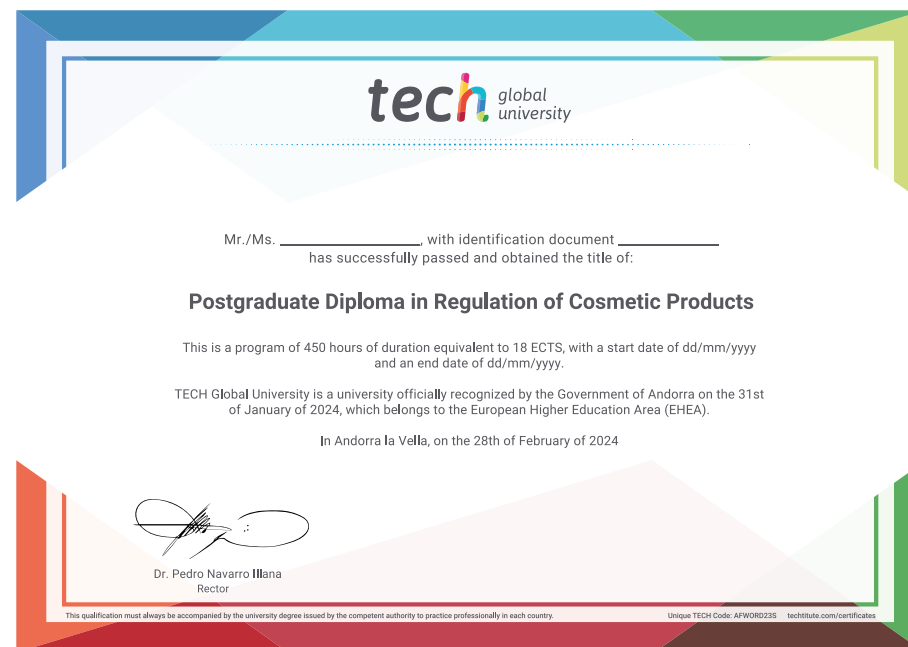 tech global university
Mr./Ms. ____________, with identification document ____________
has successfully passed and obtained the title of:
Postgraduate Diploma in Regulation of Cosmetic Products
This is a program of 450 hours of duration equivalent to 18 ECTS, with a start date of dd/mm/yyyy
and an end date of dd/mm/yyyy.
TECH Global University is a university officially recognized by the Government of Andorra on the 31st
of January of 2024, which belongs to the European Higher Education Area (EHEA).
In Andorra la Vella, on the 28th of February of 2024
Dr. Pedro Navarro Illana
Rector
This qualification must always be accompanied by the university degree issued by the competent authority to practice professionally in each country. Unique TECH Code: AFWORD23S techtitute.com/certificates